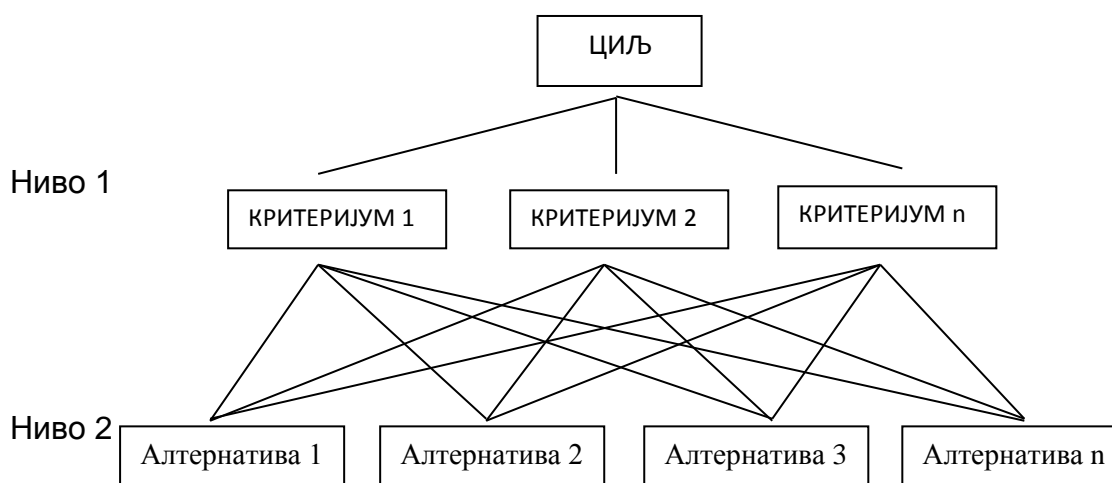 ЦИЉ
Ниво 1
КРИТЕРИЈУМ 1
КРИТЕРИЈУМ 2
КРИТЕРИЈУМ n
Ниво 2
Алтернатива 1
Алтернатива 2
Алтернатива 3
Алтернатива n